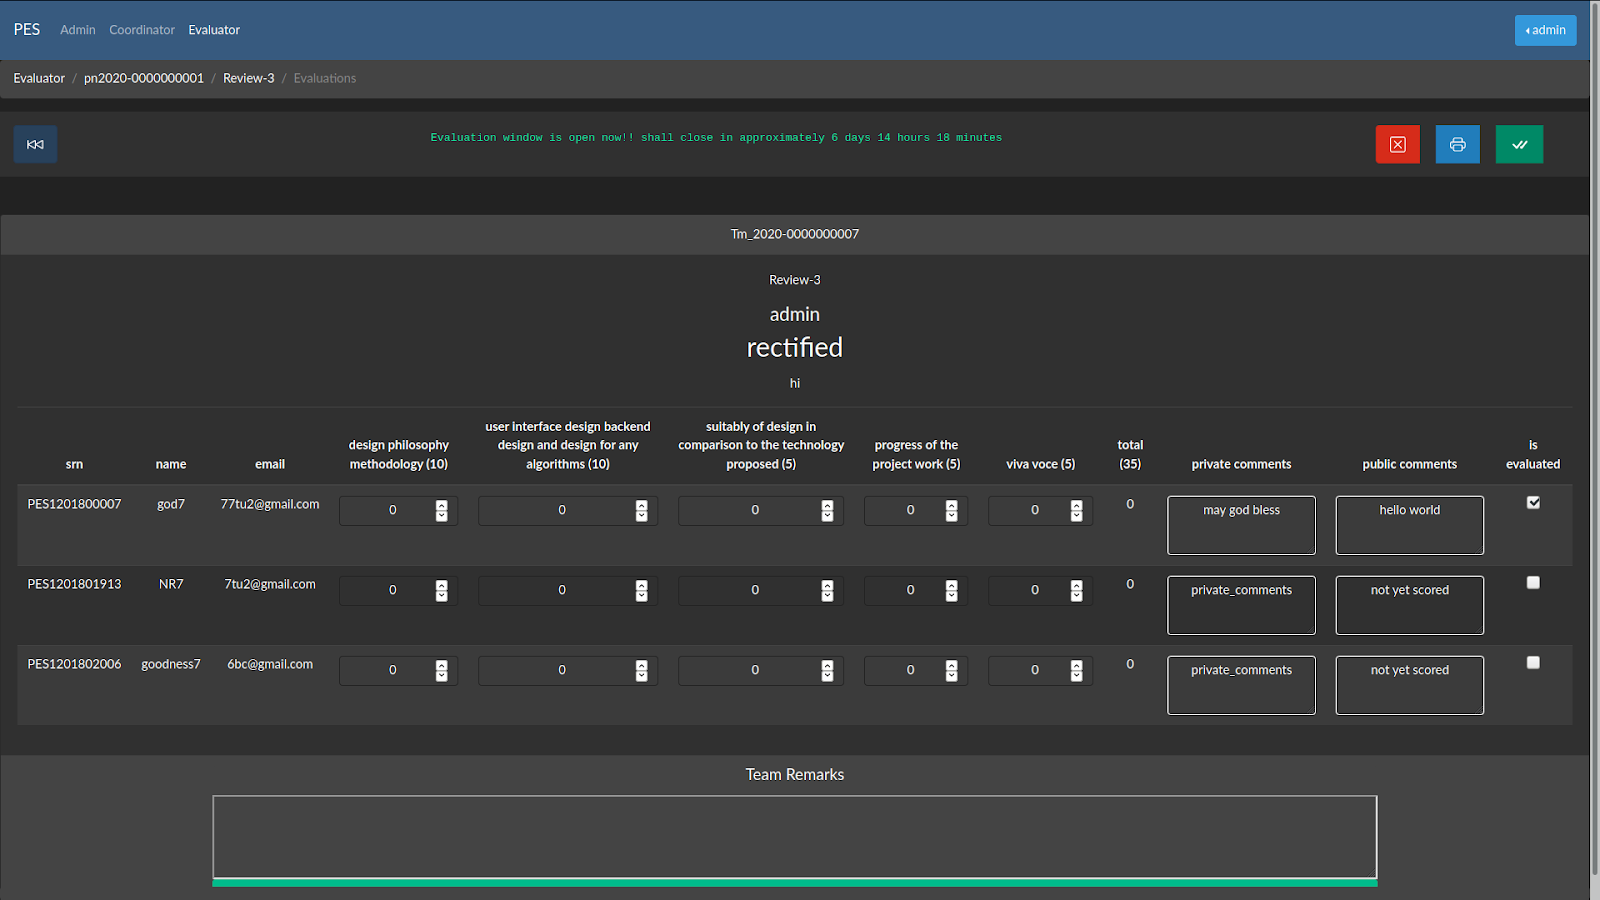 PES Admin Coordinator Evaluator admin
Evaluator / pn2020-0000000001 / Review-3 / Evaluations
Evaluation window is open now!! shall close in approximately 6 days 14 hours 18 minutes
Tm_2020-0000000007
Review-3
admin
rectified
hi
srn
name
email
design philosophy
methodology (10)
user interface design backend
design and design for any
algorithms (10)
suitably of design in
comparison to the technology
proposed (5)
progress of the
project work (5)
viva voce (5)
total
(35)
private comments
public comments
is
evaluated
PES1201800007 god7 77tu2@gmail.com 0 0 0 0 0 0 may god bless hello world
PES1201801913 NR7 7tu2@gmail.com 0 0 0 0 0 0 private_comments not yet scored
PES1201802006 goodness7 6bc@gmail.com 0 0 0 0 0 0 private_comments not yet scored
Team Remarks